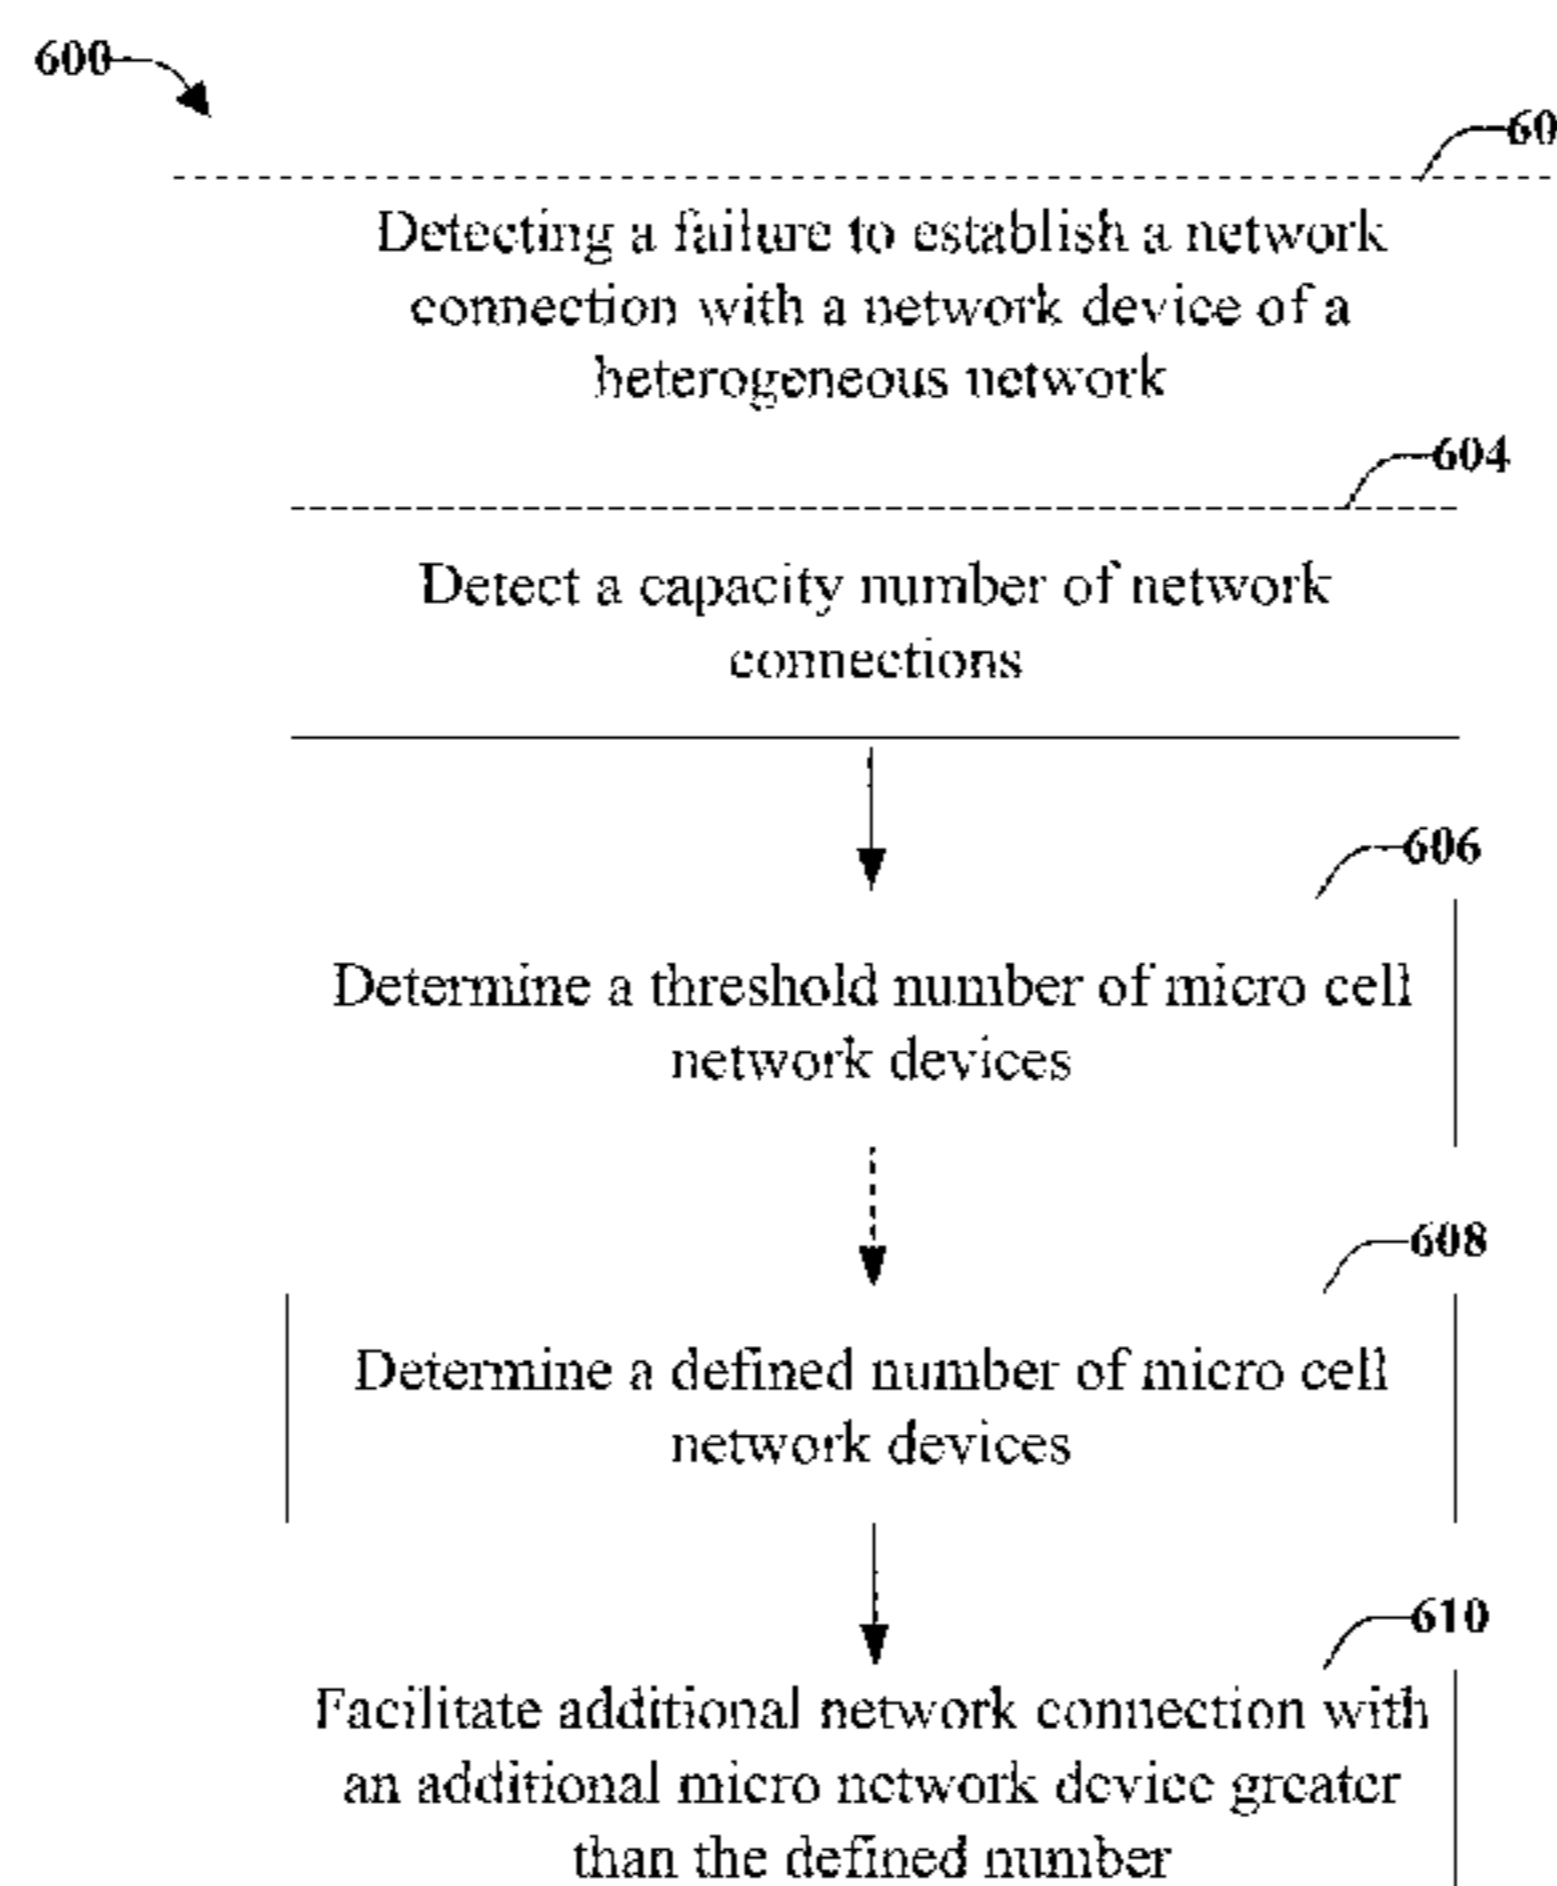 600
60
Detecting a failure to establish a network
connection with a network device of a
heterogeneous network
604
Detect a capacity number of network
connections
606
Determine a threshold number of micro cell
network devices
608
Determine a defined number of micro cell
network devices
610
Facilitate additional network connection with
an additional micro network device greater
than the defined number